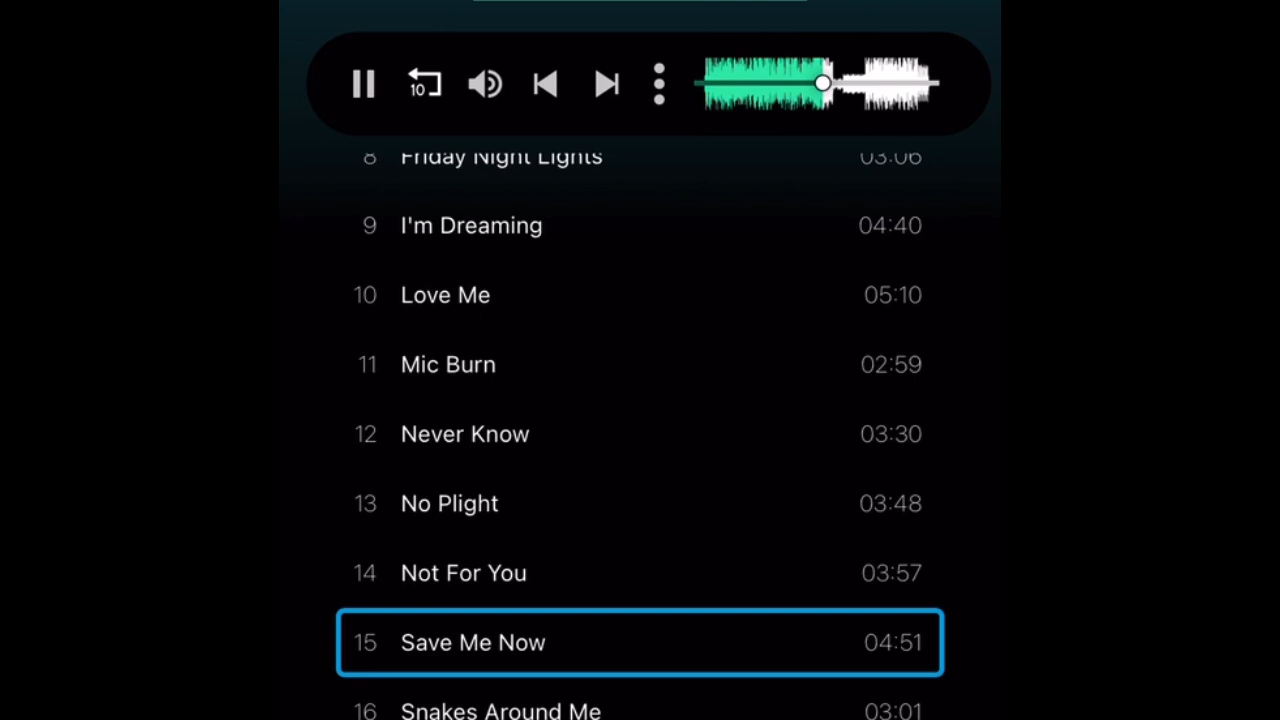 10
8 Friday Night Lights 03:06
9 I'm Dreaming 04:40
10 Love Me 05:10
11 Mic Burn 02:59
12 Never Know 03:30
13 No Plight 03:48
14 Not For You 03:57
15 Save Me Now 04:51
16 Snakes Around Me 03:01